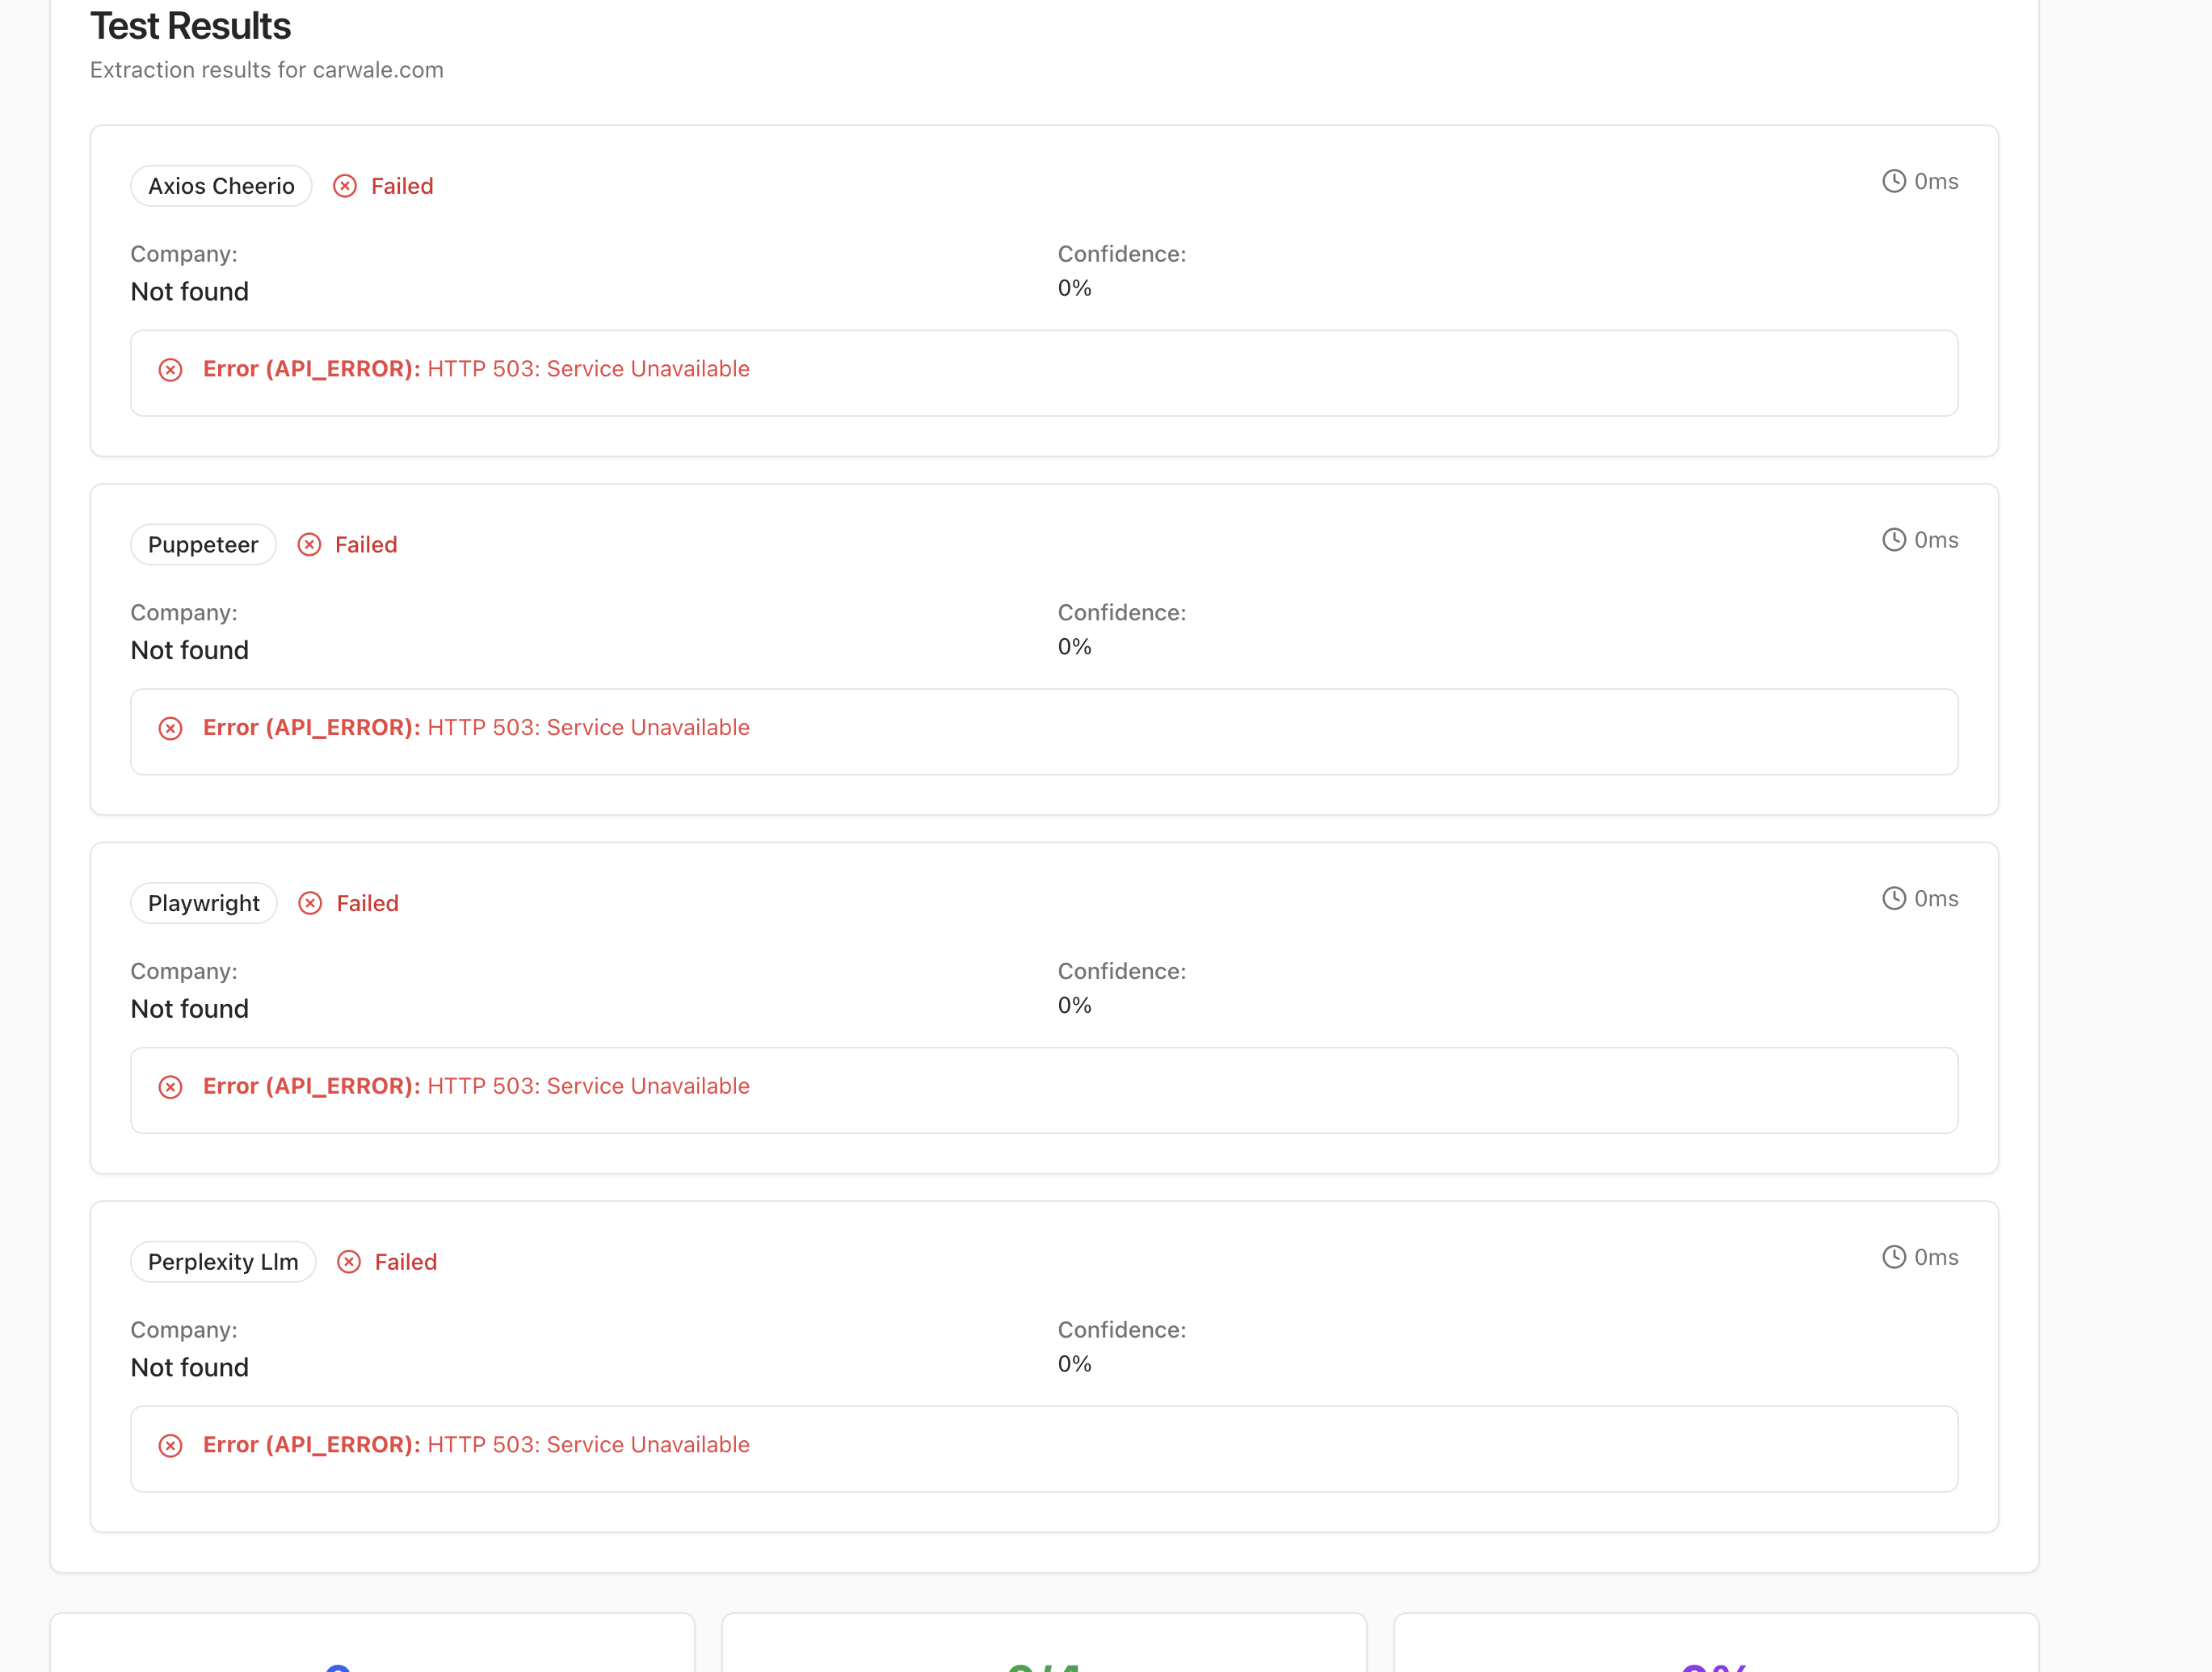 Test Results
Extraction results for carwale.com
Axios Cheerio Failed 0ms
Company: Confidence:
Not found 0%
Error (API_ERROR): HTTP 503: Service Unavailable
Puppeteer Failed 0ms
Company: Confidence:
Not found 0%
Error (API_ERROR): HTTP 503: Service Unavailable
Playwright Failed 0ms
Company: Confidence:
Not found 0%
Error (API_ERROR): HTTP 503: Service Unavailable
Perplexity Llm Failed 0ms
Company: Confidence:
Not found 0%
Error (API_ERROR): HTTP 503: Service Unavailable